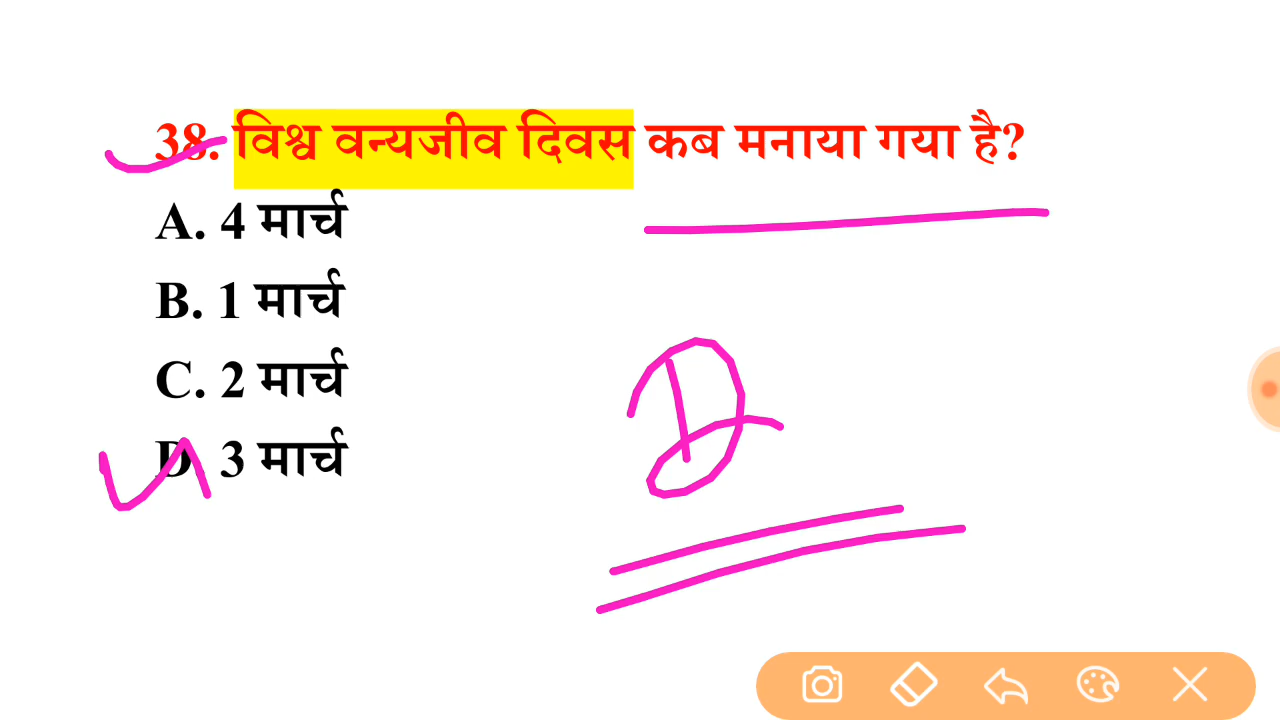 38. विश्व वन्यजीव दिवस कब मनाया गया है?
A. 4 मार्च
B. 1 मार्च
C. 2 मार्च
D. 3 मार्च
D